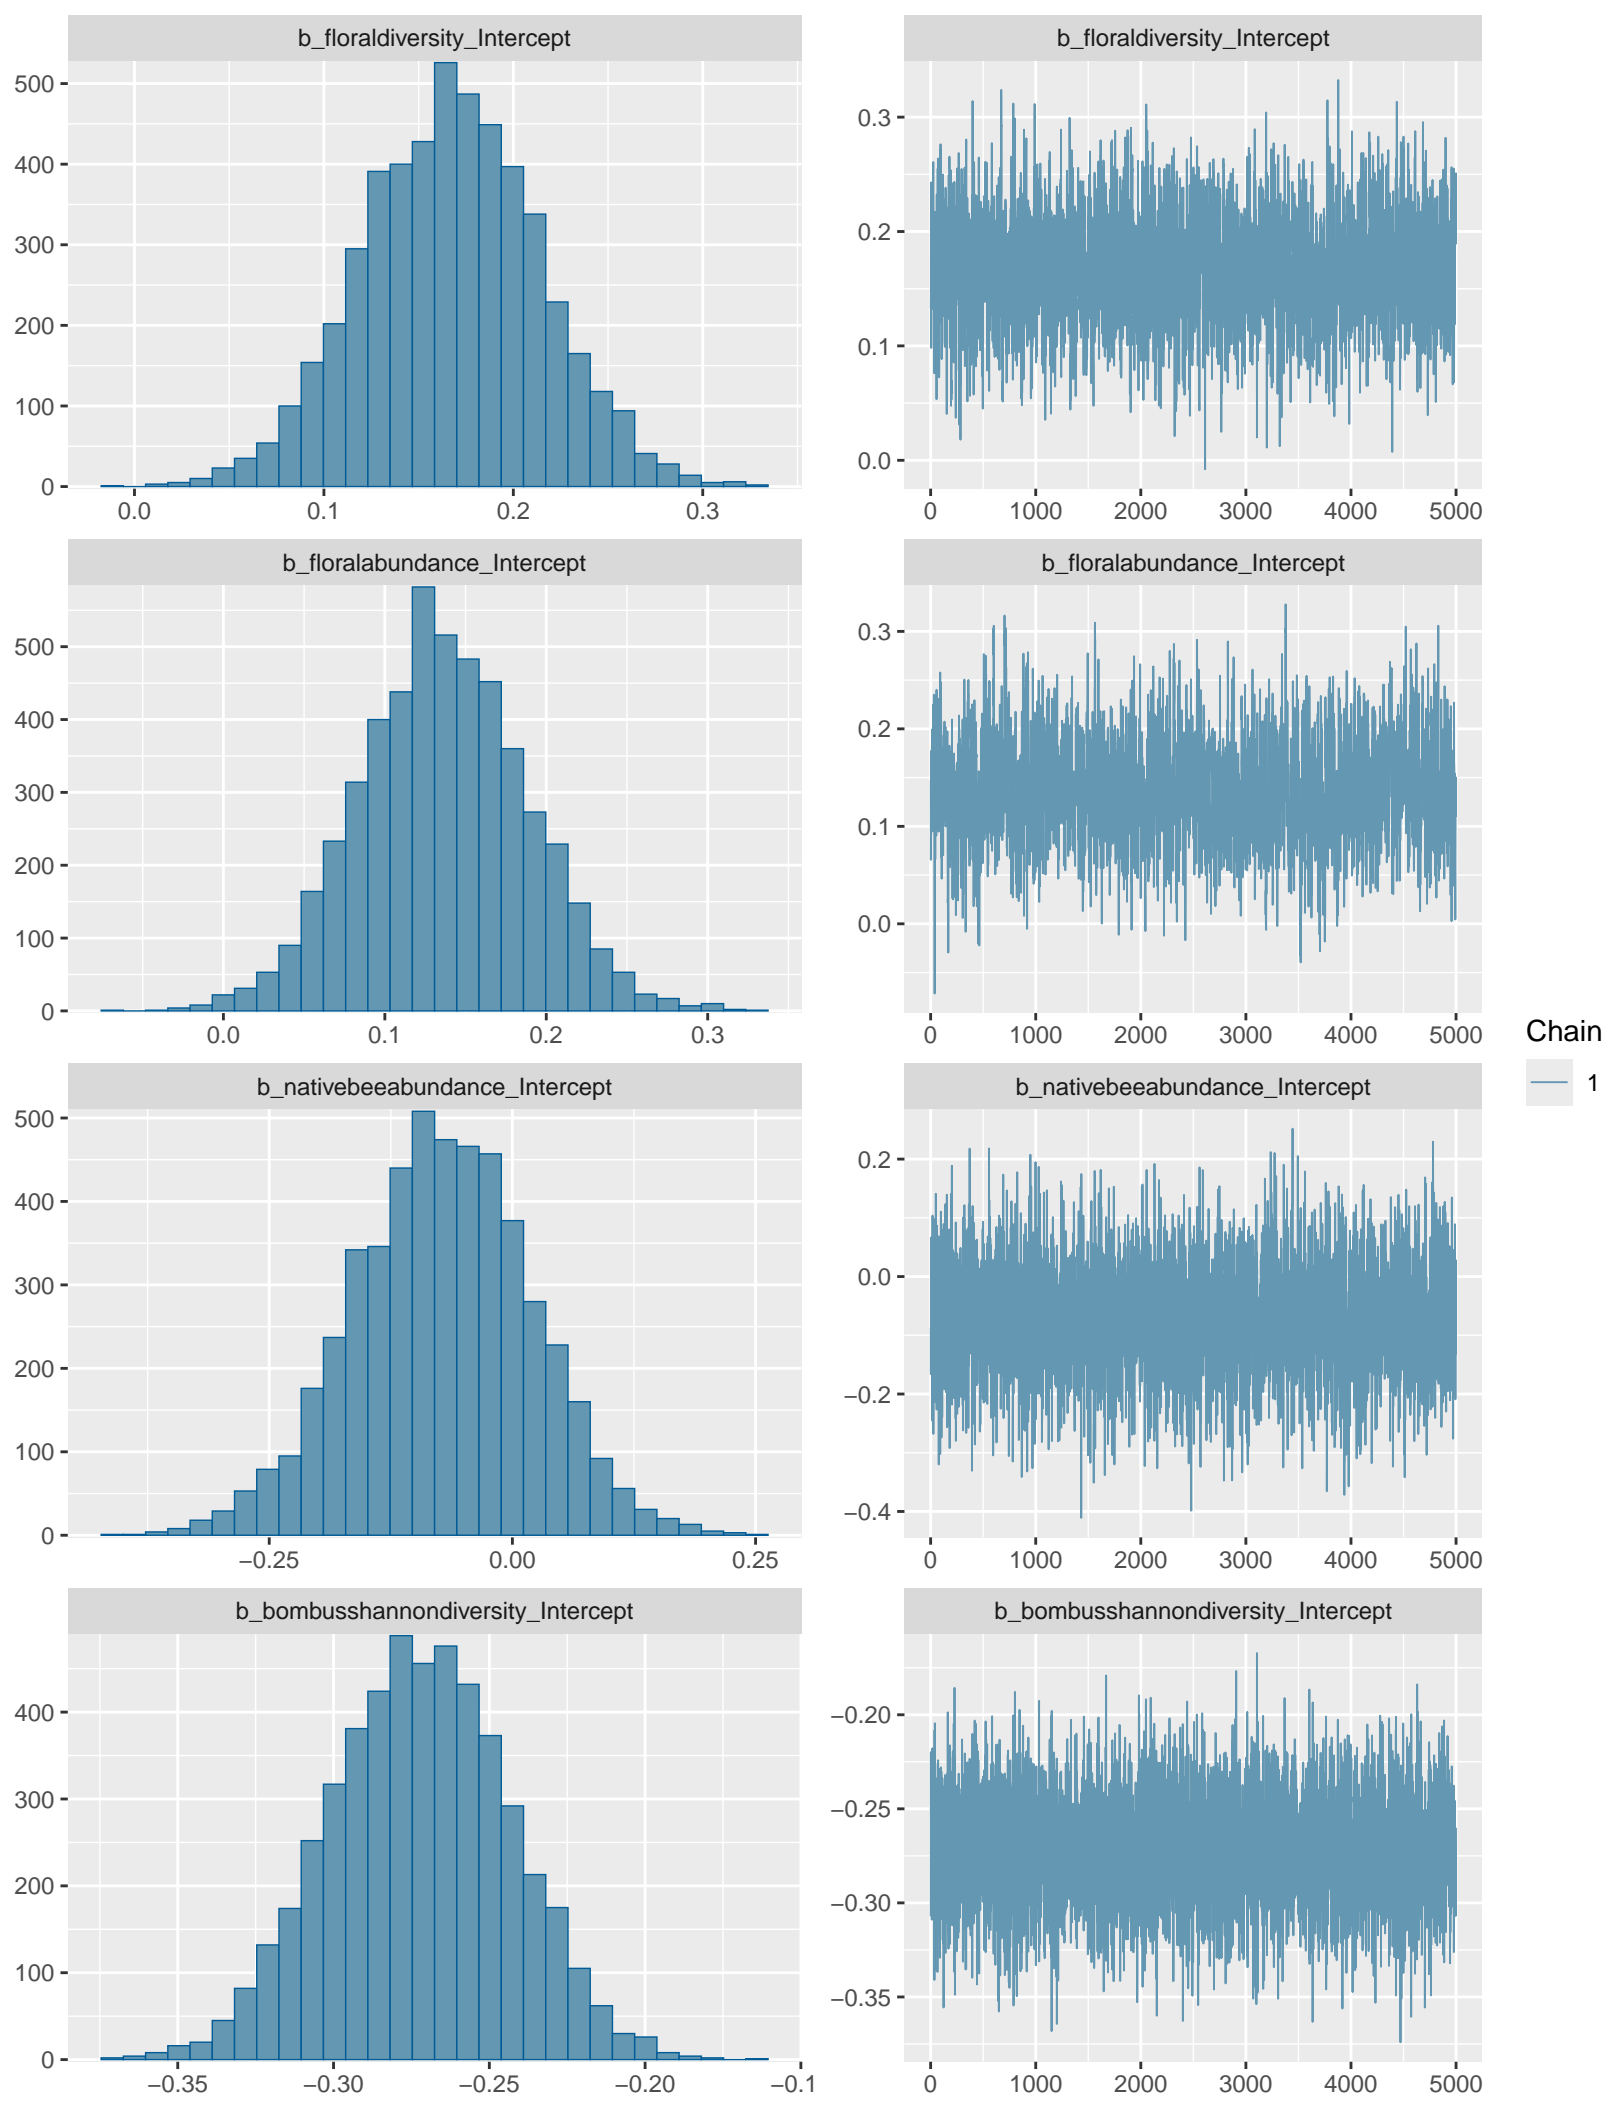 b_floraldiversity_Intercept
b_floraldiversity_Intercept
500
400
300
200
100
0
0.0 0.1 0.2 0.3
0.3
0.2
0.1
0.0
0 1000 2000 3000 4000 5000
b_floralabundance_Intercept
b_floralabundance_Intercept
500
400
300
200
100
0
0.0 0.1 0.2 0.3
0.3
0.2
0.1
0.0
0 1000 2000 3000 4000 5000
Chain
1
b_nativebeeabundance_Intercept
b_nativebeeabundance_Intercept
500
400
300
200
100
0
−0.25 0.00 0.25
0.2
0.0
−0.2
−0.4
0 1000 2000 3000 4000 5000
b_bombusshannondiversity_Intercept
b_bombusshannondiversity_Intercept
400
300
200
100
0
−0.35 −0.30 −0.25 −0.20 −0.1
−0.20
−0.25
−0.30
−0.35
0 1000 2000 3000 4000 5000